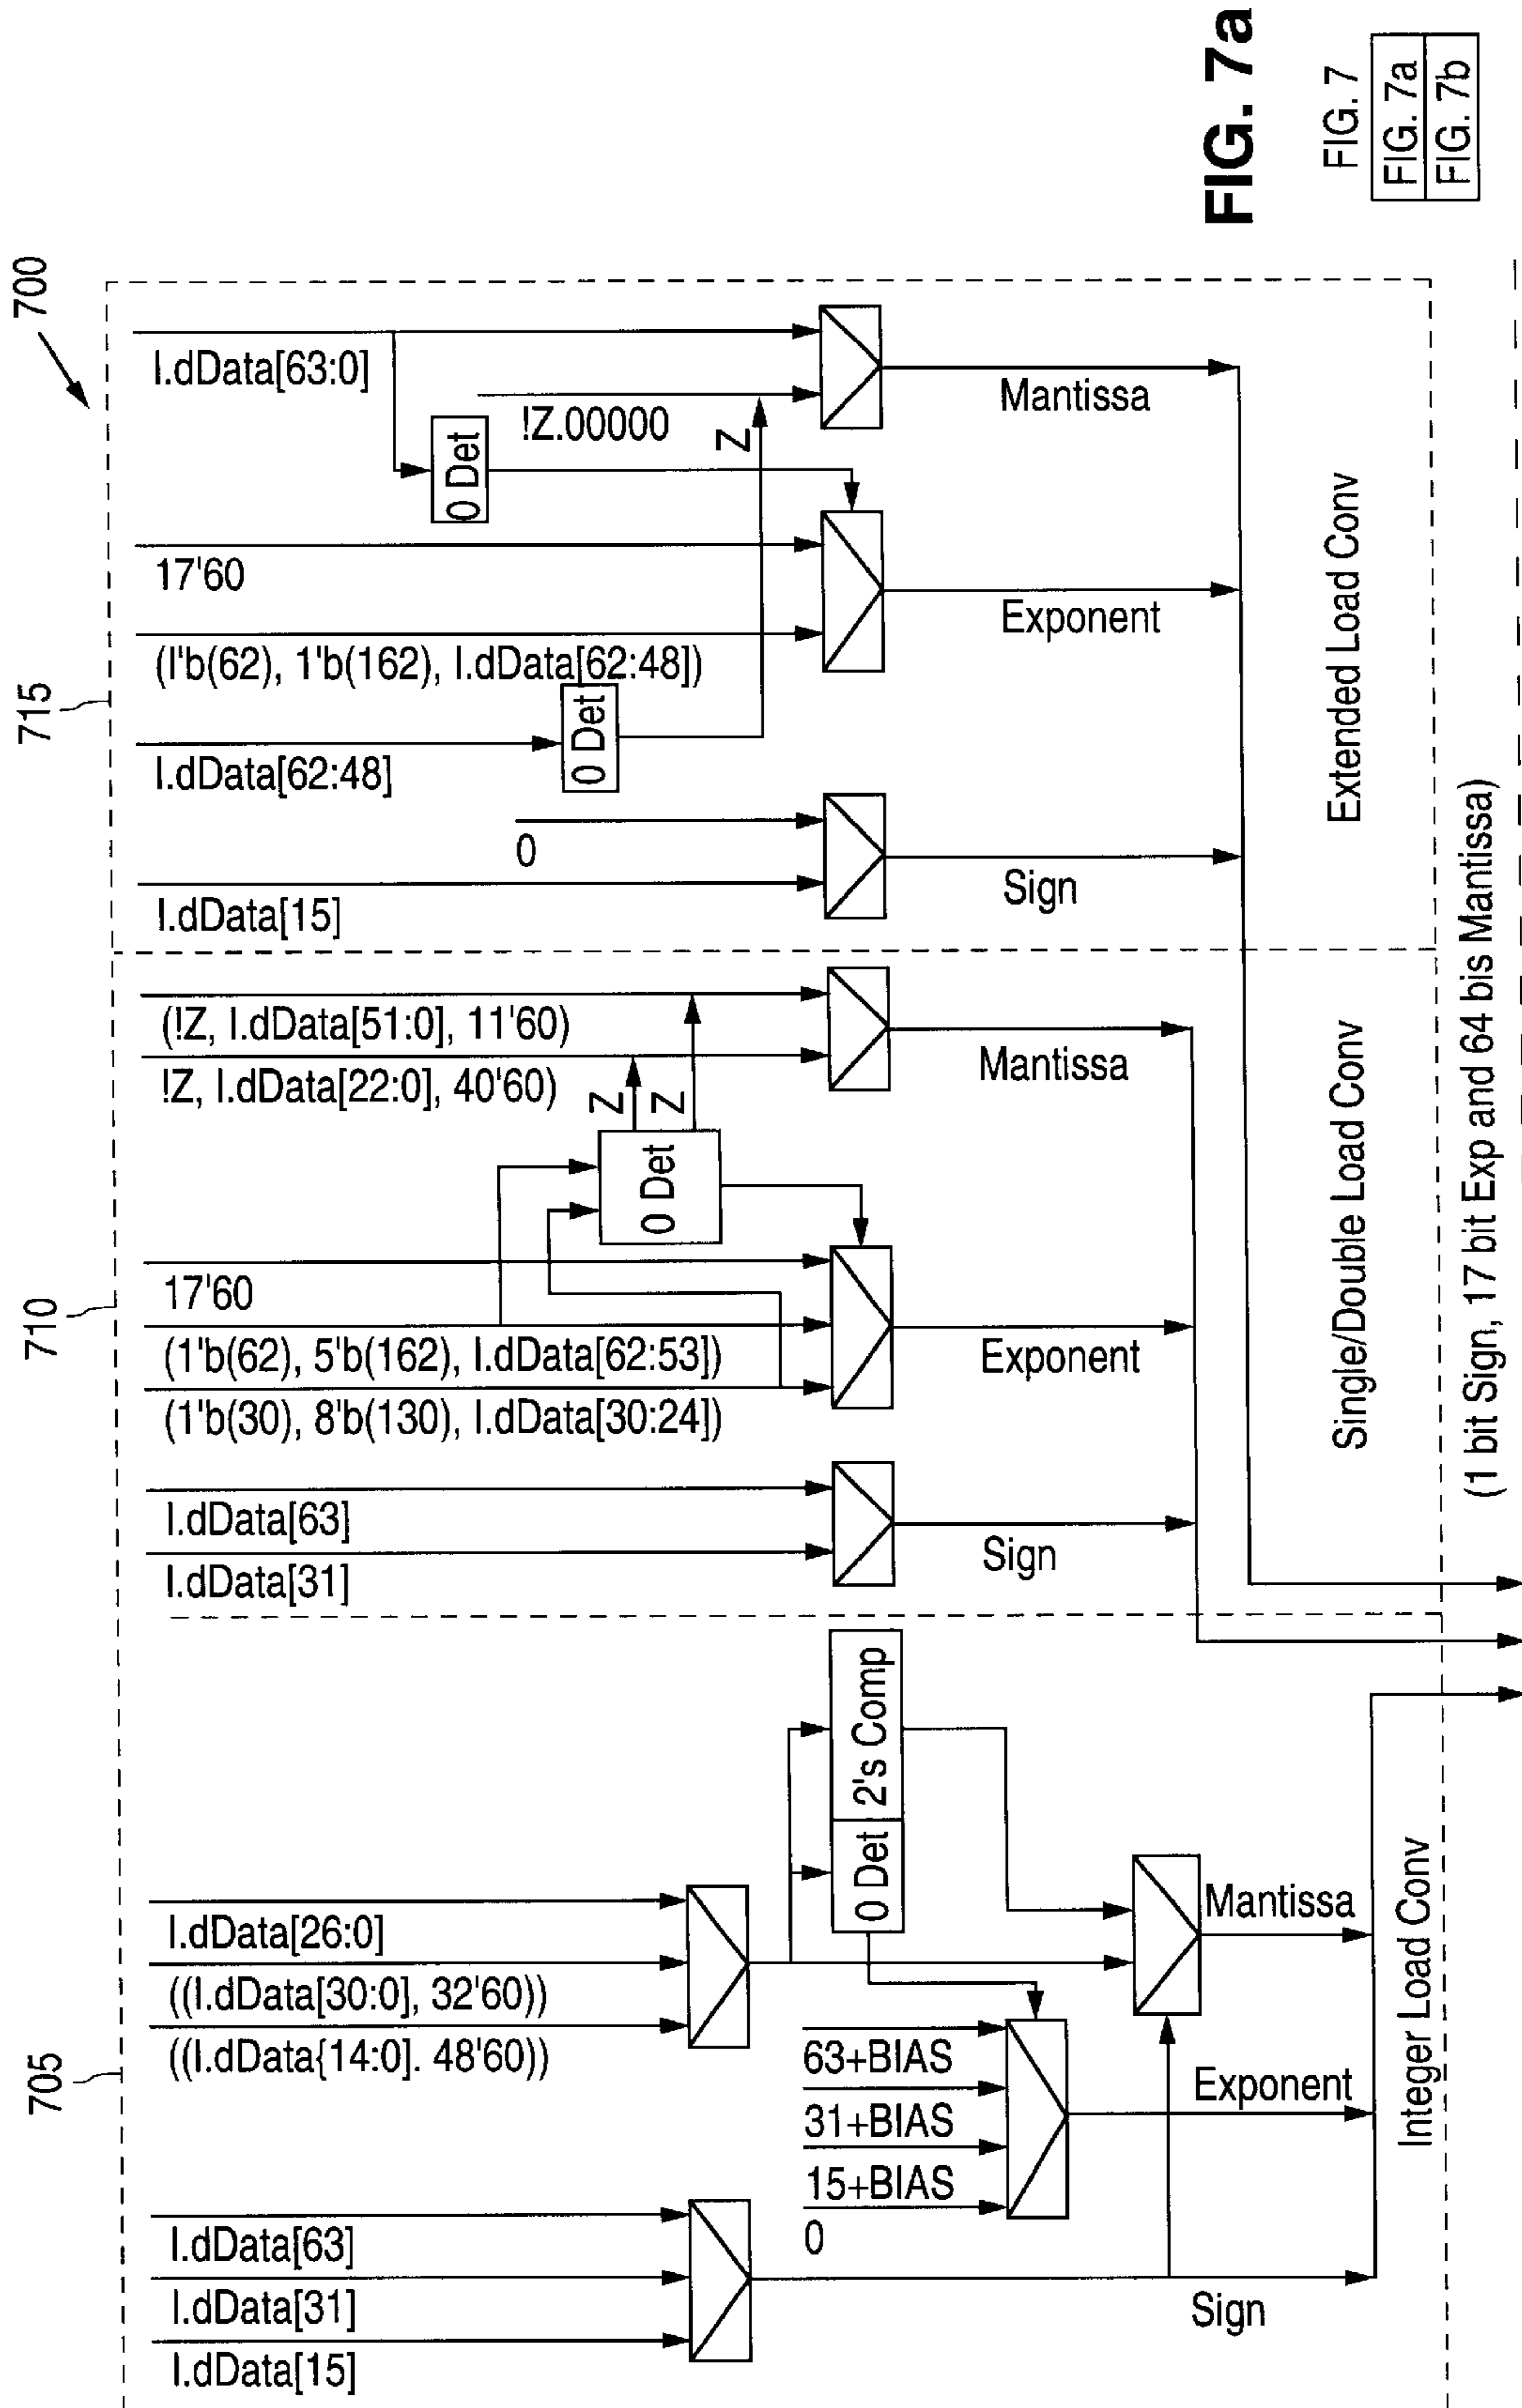 700
705
I.dData[15]
I.dData[31]
I.dData[63]
((I.dData{14:0]. 48'60))
((I.dData[30:0], 32'60))
I.dData[26:0]
0
15+BIAS
31+BIAS
63+BIAS
0 Det
2's Comp
Sign
Exponent
Mantissa
Integer Load Conv
710
I.dData[31]
I.dData[63]
(1'b(30), 8'b(130), I.dData[30:24])
(1'b(62), 5'b(162), I.dData[62:53])
17'60
!Z, I.dData[22:0], 40'60)
(!Z, I.dData[51:0], 11'60)
0 Det
Z
Z
Sign
Exponent
Mantissa
Single/Double Load Conv
715
I.dData[15]
0
I.dData[62:48]
(I'b(62), 1'b(162), I.dData[62:48])
17'60
!Z.00000
I.dData[63:0]
0 Det
0 Det
Z
Sign
Exponent
Mantissa
Extended Load Conv
(1 bit Sign, 17 bit Exp and 64 bis Mantissa)
FIG. 7a
FIG. 7
FIG. 7a
FIG. 7b